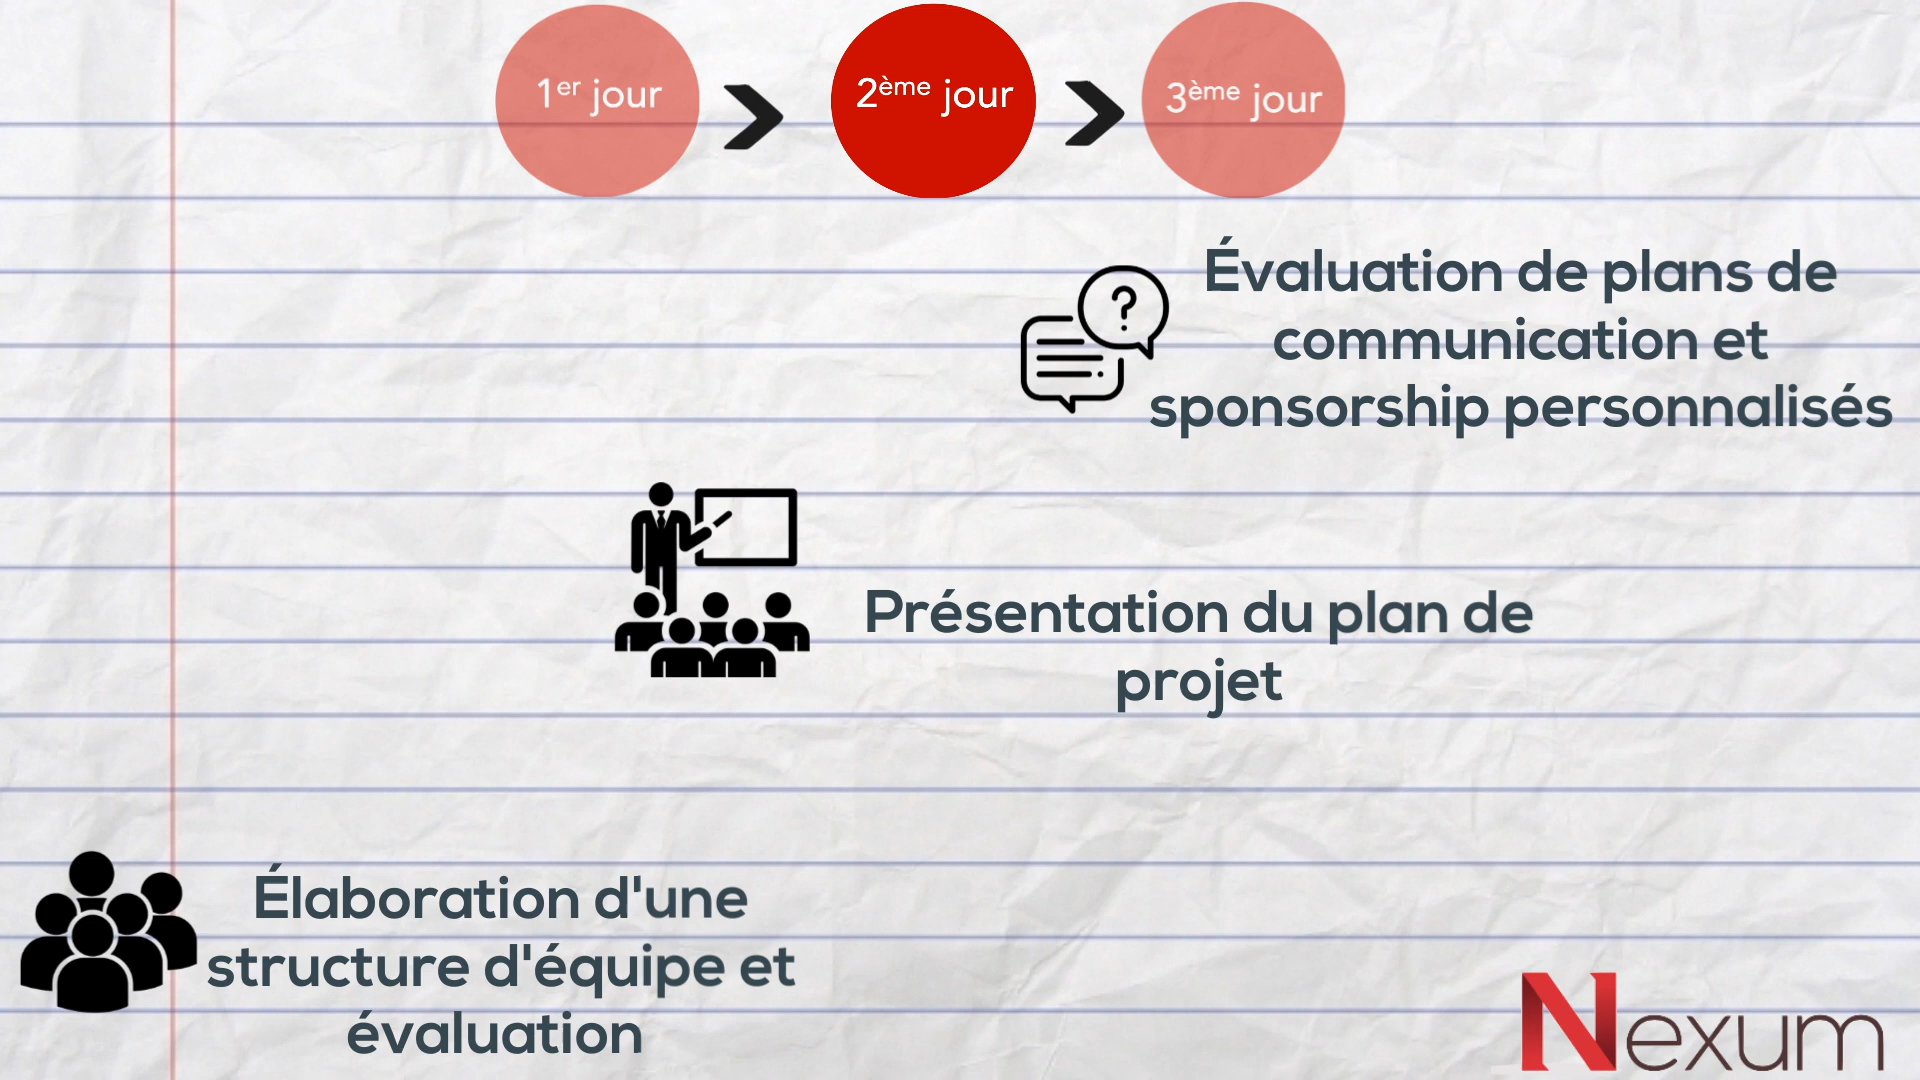 1er jour
2ème jour
3ème jour
Évaluation de plans de
communication et
sponsorship personnalisés
?
Présentation du plan de
projet
Élaboration d'une
structure d'équipe et
évaluation
Nexum